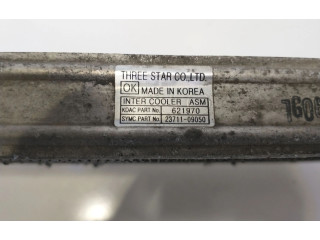 THREE STAR CO.,LTD.
OK MADE IN KOREA
INTER COOLER ASM
KDAC PART No. 621970
SYMC PART No. 23711-09050